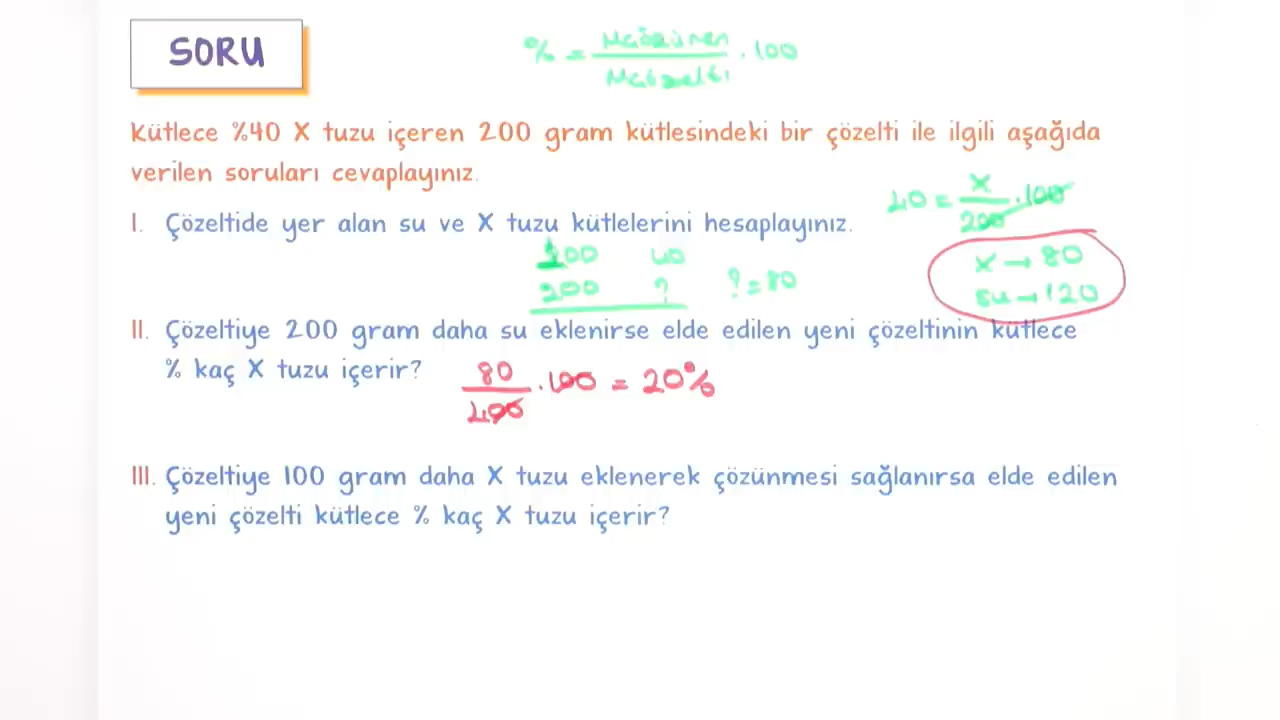 SORU
% = mçözünen / mçözelti . 100
Kütlece %40 X tuzu içeren 200 gram kütlesindeki bir çözelti ile ilgili aşağıda
verilen soruları cevaplayınız.
40 = X / 200 . 100
I. Çözeltide yer alan su ve X tuzu kütlelerini hesaplayınız.
100 40
200 ? ? = 80
X → 80
su → 120
II. Çözeltiye 200 gram daha su eklenirse elde edilen yeni çözeltinin kütlece
% kaç X tuzu içerir?
80 / 400 . 100 = 20%
III. Çözeltiye 100 gram daha X tuzu eklenerek çözünmesi sağlanırsa elde edilen
yeni çözelti kütlece % kaç X tuzu içerir?